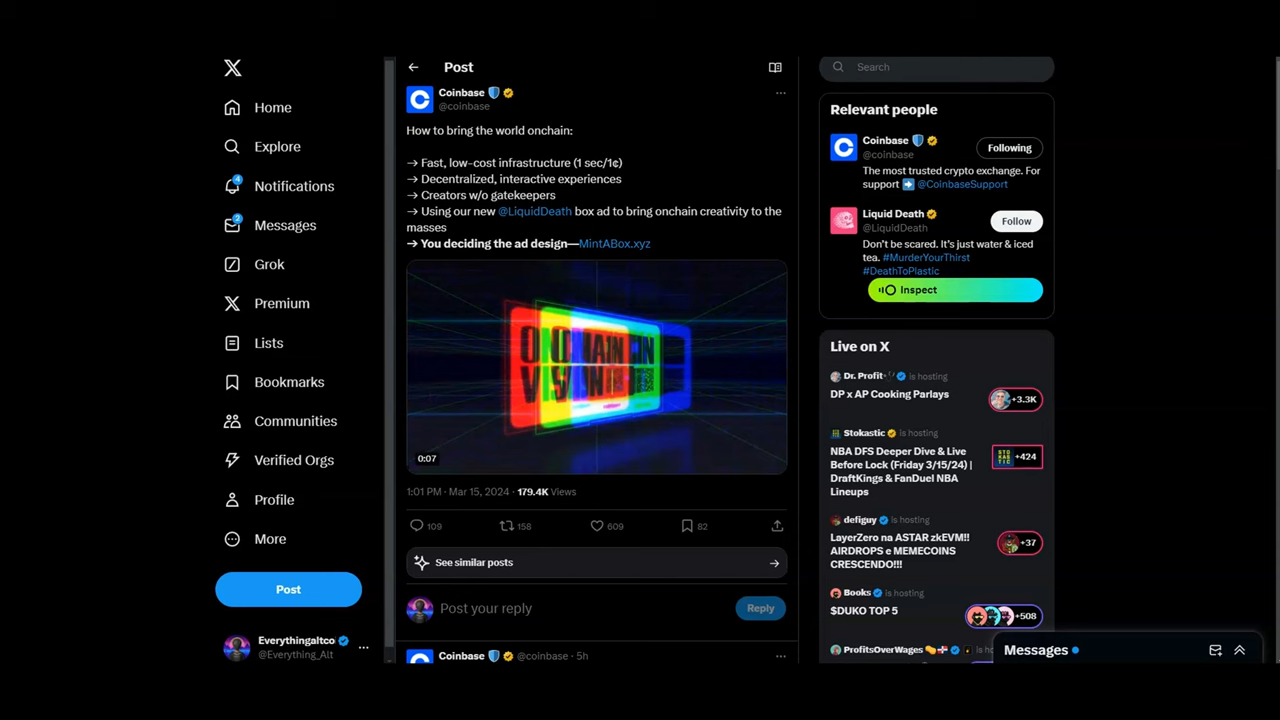 Home
Explore
4
Notifications
2
Messages
Grok
Premium
Lists
Bookmarks
Communities
Verified Orgs
Profile
More
Post
Everythingaltco
@Everything_Alt
Post
Coinbase
@coinbase
How to bring the world onchain:
→ Fast, low-cost infrastructure (1 sec/1¢)
→ Decentralized, interactive experiences
→ Creators w/o gatekeepers
→ Using our new @LiquidDeath box ad to bring onchain creativity to the
masses
→ You deciding the ad design—MintABox.xyz
0:07
1:01 PM · Mar 15, 2024 · 179.4K Views
109 158 609 82
See similar posts
Post your reply
Reply
Coinbase @coinbase · 5h
Search
Relevant people
Coinbase
@coinbase
Following
The most trusted crypto exchange. For
support ➡ @CoinbaseSupport
Liquid Death
@LiquidDeath
Follow
Don't be scared. It's just water & iced
tea. #MurderYourThirst
#DeathToPlastic
Inspect
Live on X
Dr. Profit is hosting
DP x AP Cooking Parlays
+3.3K
Stokastic is hosting
NBA DFS Deeper Dive & Live
Before Lock (Friday 3/15/24) |
DraftKings & FanDuel NBA
Lineups
STO
KAS
TIC
+424
defiguy is hosting
LayerZero na ASTAR zkEVM!!
AIRDROPS e MEMECOINS
CRESCENDO!!!
+37
Books is hosting
$DUKO TOP 5
+508
ProfitsOverWages is ho
Messages